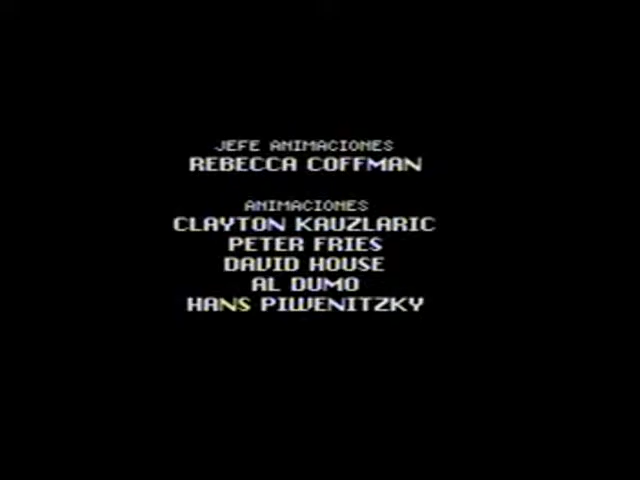 JEFE ANIMACIONES
REBECCA COFFMAN
ANIMACIONES
CLAYTON KAUZLARIC
PETER FRIES
DAVID HOUSE
AL DUMO
HANS PIWENITZKY